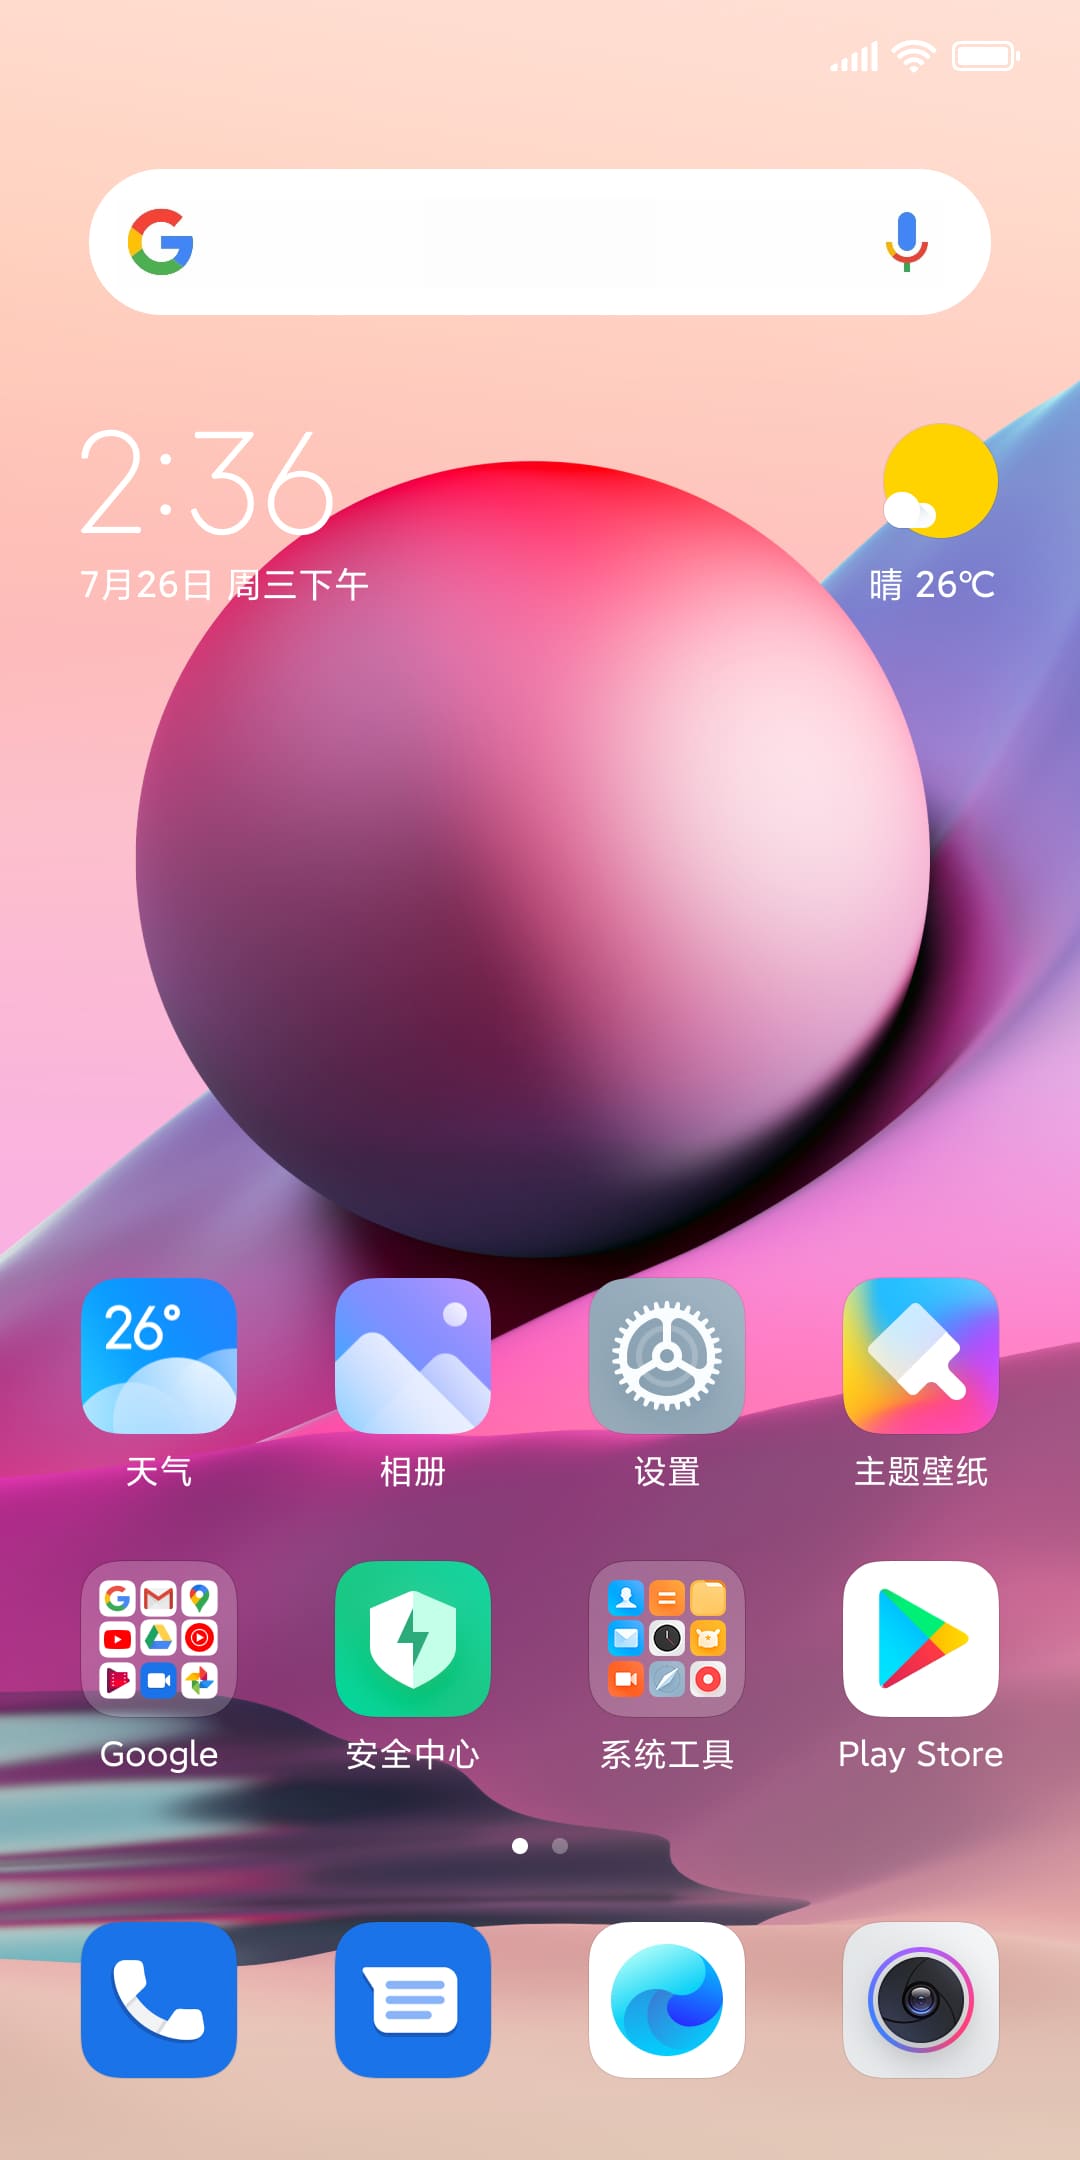 2:36
7月26日 周三下午
晴 26℃
26°
天气
相册
设置
主题壁纸
Google
安全中心
系统工具
Play Store